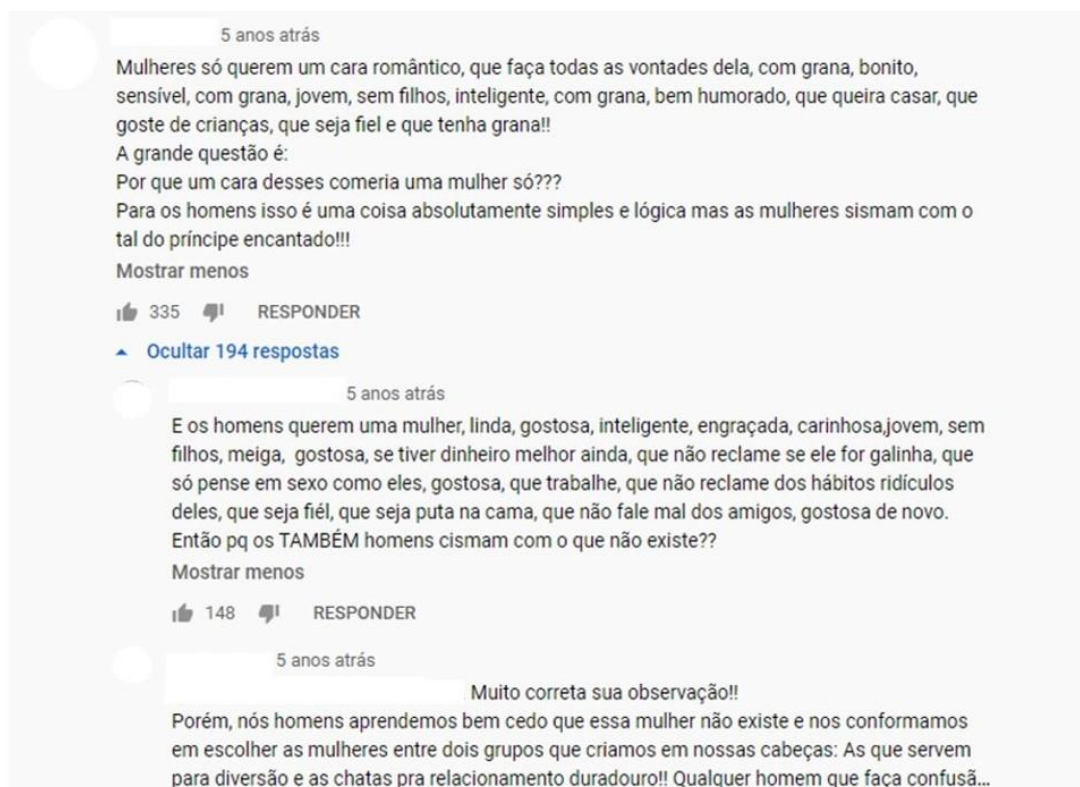 5 anos atrás
Mulheres só querem um cara romântico, que faça todas as vontades dela, com grana, bonito,
sensível, com grana, jovem, sem filhos, inteligente, com grana, bem humorado, que queira casar, que
goste de crianças, que seja fiel e que tenha grana!!
A grande questão é:
Por que um cara desses comeria uma mulher só???
Para os homens isso é uma coisa absolutamente simples e lógica mas as mulheres sismam com o
tal do príncipe encantado!!!
Mostrar menos
335 RESPONDER
Ocultar 194 respostas
5 anos atrás
E os homens querem uma mulher, linda, gostosa, inteligente, engraçada, carinhosa,jovem, sem
filhos, meiga, gostosa, se tiver dinheiro melhor ainda, que não reclame se ele for galinha, que
só pense em sexo como eles, gostosa, que trabalhe, que não reclame dos hábitos ridículos
deles, que seja fiél, que seja puta na cama, que não fale mal dos amigos, gostosa de novo.
Então pq os TAMBÉM homens cismam com o que não existe??
Mostrar menos
148 RESPONDER
5 anos atrás
Muito correta sua observação!!
Porém, nós homens aprendemos bem cedo que essa mulher não existe e nos conformamos
em escolher as mulheres entre dois grupos que criamos em nossas cabeças: As que servem
para diversão e as chatas pra relacionamento duradouro!! Qualquer homem que faça confusã...